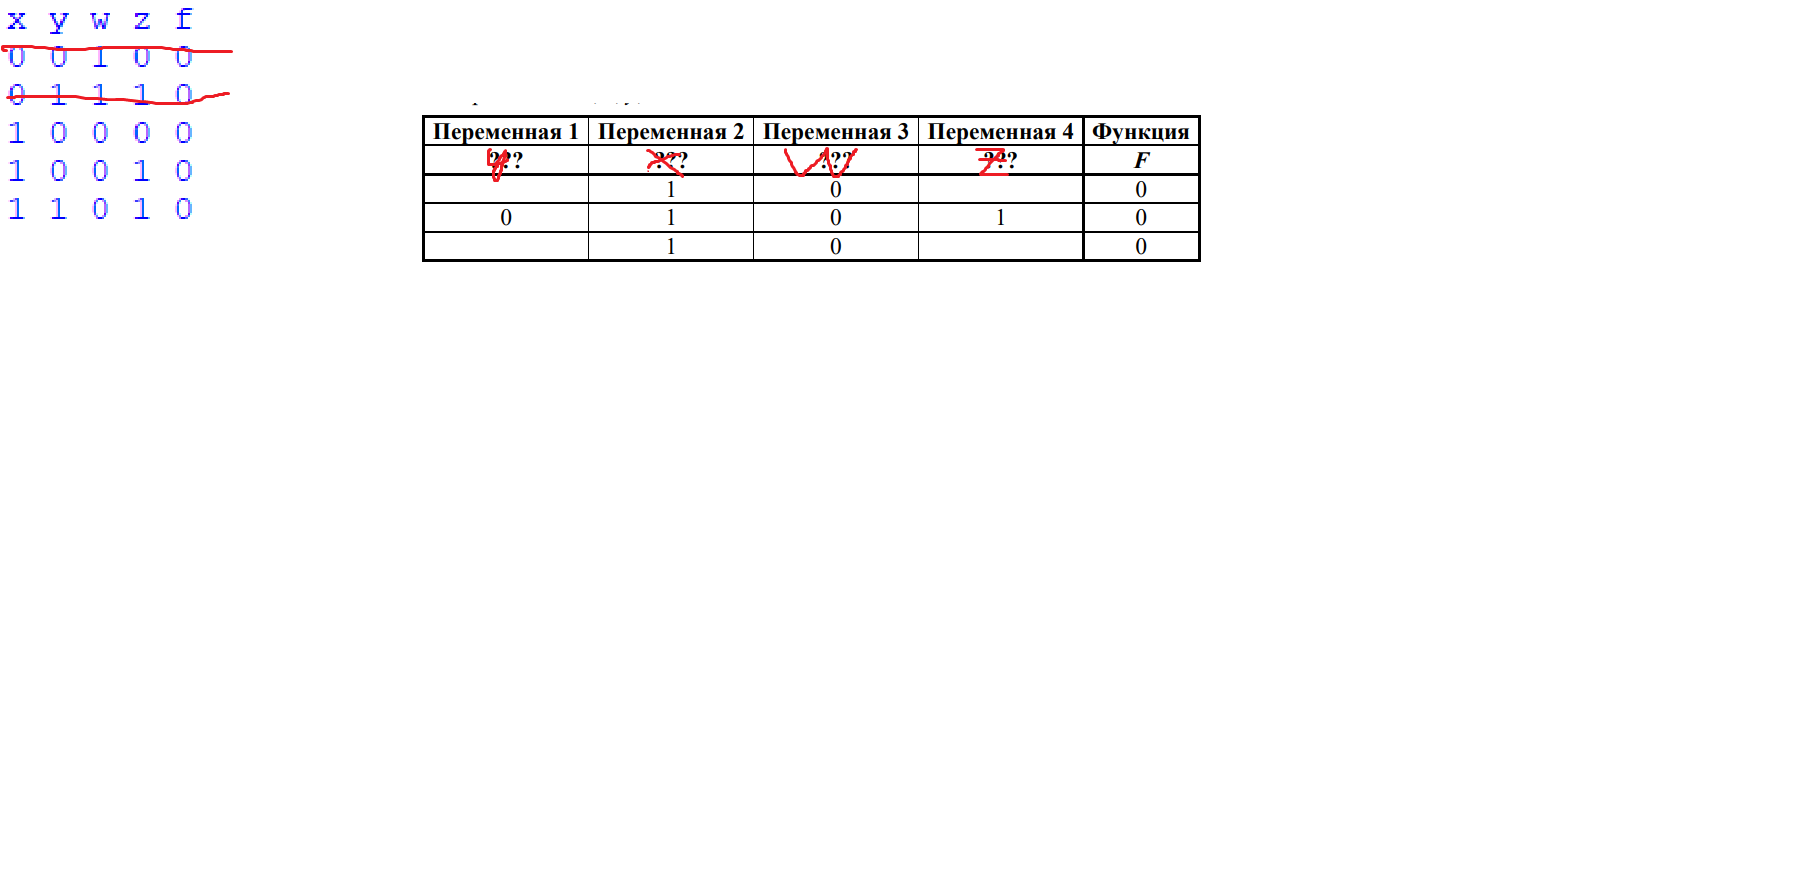 x y w z f
0 0 1 0 0
0 1 1 1 0
1 0 0 0 0
1 0 0 1 0
1 1 0 1 0
Переменная 1 Переменная 2 Переменная 3 Переменная 4 Функция
??? ??? ??? ??? F
1 0 0
0 1 0 1 0
1 0 0
y x w z